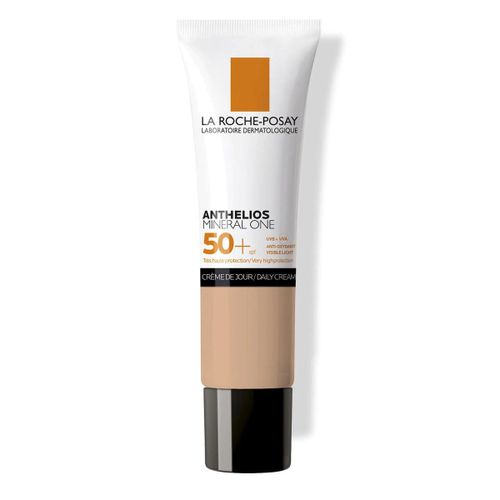 LA ROCHE-POSAY
LABORATOIRE DERMATOLOGIQUE
ANTHELIOS
MINERAL ONE
50+
spf
UVB + UVA
ANTI-OXYDANT
VISIBLE LIGHT
Très haute protection/Very high protection
CRÈME DE JOUR/DAILY CREAM